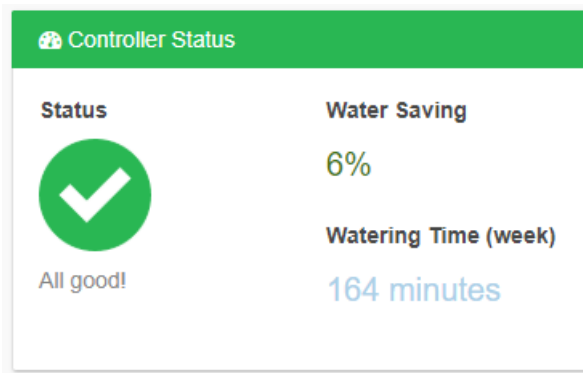 Controller Status
Status
All good!
Water Saving
6%
Watering Time (week)
164 minutes